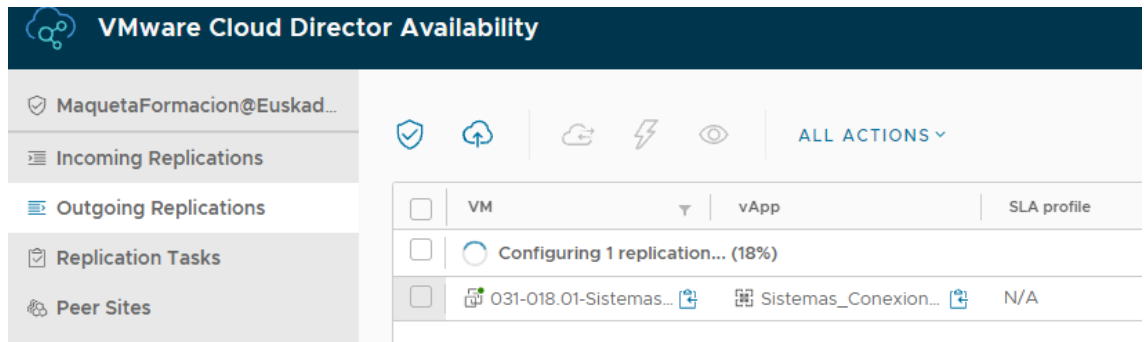 VMware Cloud Director Availability
MaquetaFormacion@Euskad...
Incoming Replications
Outgoing Replications
Replication Tasks
Peer Sites
ALL ACTIONS
VM vApp SLA profile
Configuring 1 replication... (18%)
031-018.01-Sistemas... Sistemas_Conexion... N/A